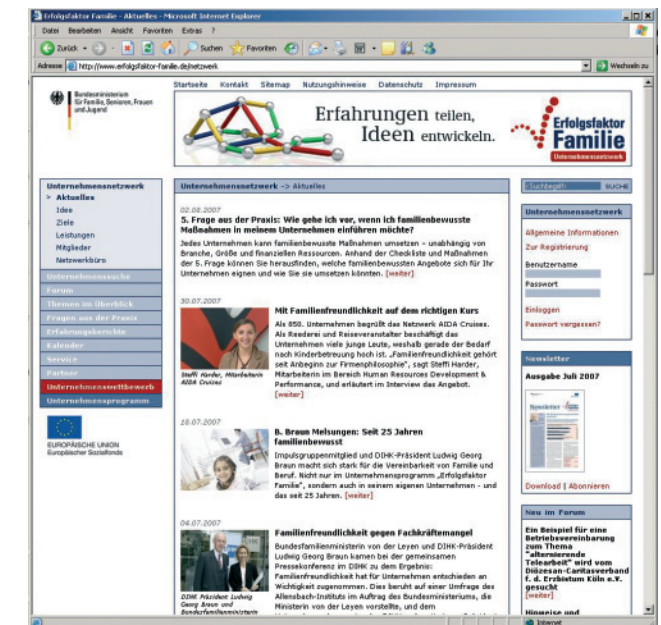 Erfolgsfaktor Familie - Aktuelles - Microsoft Internet Explorer
Datei Bearbeiten Ansicht Favoriten Extras ?
Zurück Suchen Favoriten
Adresse http://www.erfolgsfaktor-familie.de/netzwerk Wechseln zu
Startseite Kontakt Sitemap Nutzungshinweise Datenschutz Impressum
Bundesministerium
für Familie, Senioren, Frauen
und Jugend
Erfahrungen teilen,
Ideen entwickeln.
Erfolgsfaktor
Familie
Unternehmensnetzwerk
Unternehmensnetzwerk
> Aktuelles
Idee
Ziele
Leistungen
Mitglieder
Netzwerkbüro
Unternehmenssuche
Forum
Themen im Überblick
Fragen aus der Praxis
Erfahrungsberichte
Kalender
Service
Partner
Unternehmenswettbewerb
Unternehmensprogramm
EUROPÄISCHE UNION
Europäischer Sozialfonds
Unternehmensnetzwerk -> Aktuelles
02.08.2007
5. Frage aus der Praxis: Wie gehe ich vor, wenn ich familienbewusste
Maßnahmen in meinem Unternehmen einführen möchte?
Jedes Unternehmen kann familienbewusste Maßnahmen umsetzen – unabhängig von
Branche, Größe und finanziellen Ressourcen. Anhand der Checkliste und Maßnahmen
der 5. Frage können Sie herausfinden, welche familienbewussten Angebote sich für Ihr
Unternehmen eignen und wie Sie sie umsetzen könnten. [weiter]
30.07.2007
Mit Familienfreundlichkeit auf dem richtigen Kurs
Als 850. Unternehmen begrüßt das Netzwerk AIDA Cruises.
Als Reederei und Reiseveranstalter beschäftigt das
Unternehmen viele junge Leute, weshalb gerade der Bedarf
nach Kinderbetreuung hoch ist. „Familienfreundlichkeit gehört
seit Anbeginn zur Firmenphilosophie", sagt Steffi Harder,
Mitarbeiterin im Bereich Human Resources Development &
Performance, und erläutert im Interview das Angebot.
[weiter]
Steffi Harder, Mitarbeiterin
AIDA Cruises
18.07.2007
B. Braun Melsungen: Seit 25 Jahren
familienbewusst
Impulsgruppenmitglied und DIHK-Präsident Ludwig Georg
Braun macht sich stark für die Vereinbarkeit von Familie und
Beruf. Nicht nur im Unternehmensprogramm „Erfolgsfaktor
Familie", sondern auch in seinem eigenen Unternehmen - und
das seit 25 Jahren. [weiter]
04.07.2007
Familienfreundlichkeit gegen Fachkräftemangel
Bundesfamilienministerin von der Leyen und DIHK-Präsident
Ludwig Georg Braun kamen bei der gemeinsamen
Pressekonferenz im DIHK zu dem Ergebnis:
Familienfreundlichkeit hat für Unternehmen entschieden an
Wichtigkeit zugenommen. Dies beruht auf einer Umfrage des
Allensbach-Instituts im Auftrag des Bundesministeriums, die
Ministerin von der Leyen vorstellte, und dem
DIHK Präsident Ludwig
Georg Braun und
Bundesfamilienministerin
<Suchbegriff> SUCHE
Unternehmensnetzwerk
Allgemeine Informationen
Zur Registrierung
Benutzername
Passwort
Einloggen
Passwort vergessen?
Newsletter
Ausgabe Juli 2007
Newsletter
Download | Abonnieren
Neu im Forum
Ein Beispiel für eine
Betriebsvereinbarung
zum Thema
"alternierende
Telearbeit" wird vom
Diözesan-Caritasverband
f. d. Erzbistum Köln e.V.
gesucht
[weiter]
Hinweise und
Internet